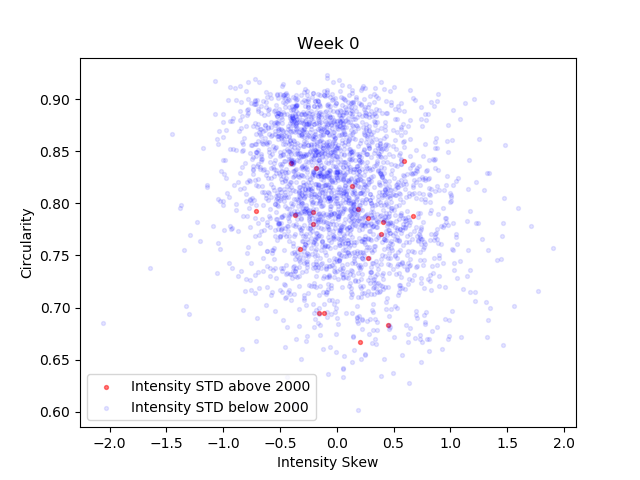 Week 0
Circularity
0.90
0.85
0.80
0.75
0.70
0.65
0.60
Intensity STD above 2000
Intensity STD below 2000
−2.0 −1.5 −1.0 −0.5 0.0 0.5 1.0 1.5 2.0
Intensity Skew